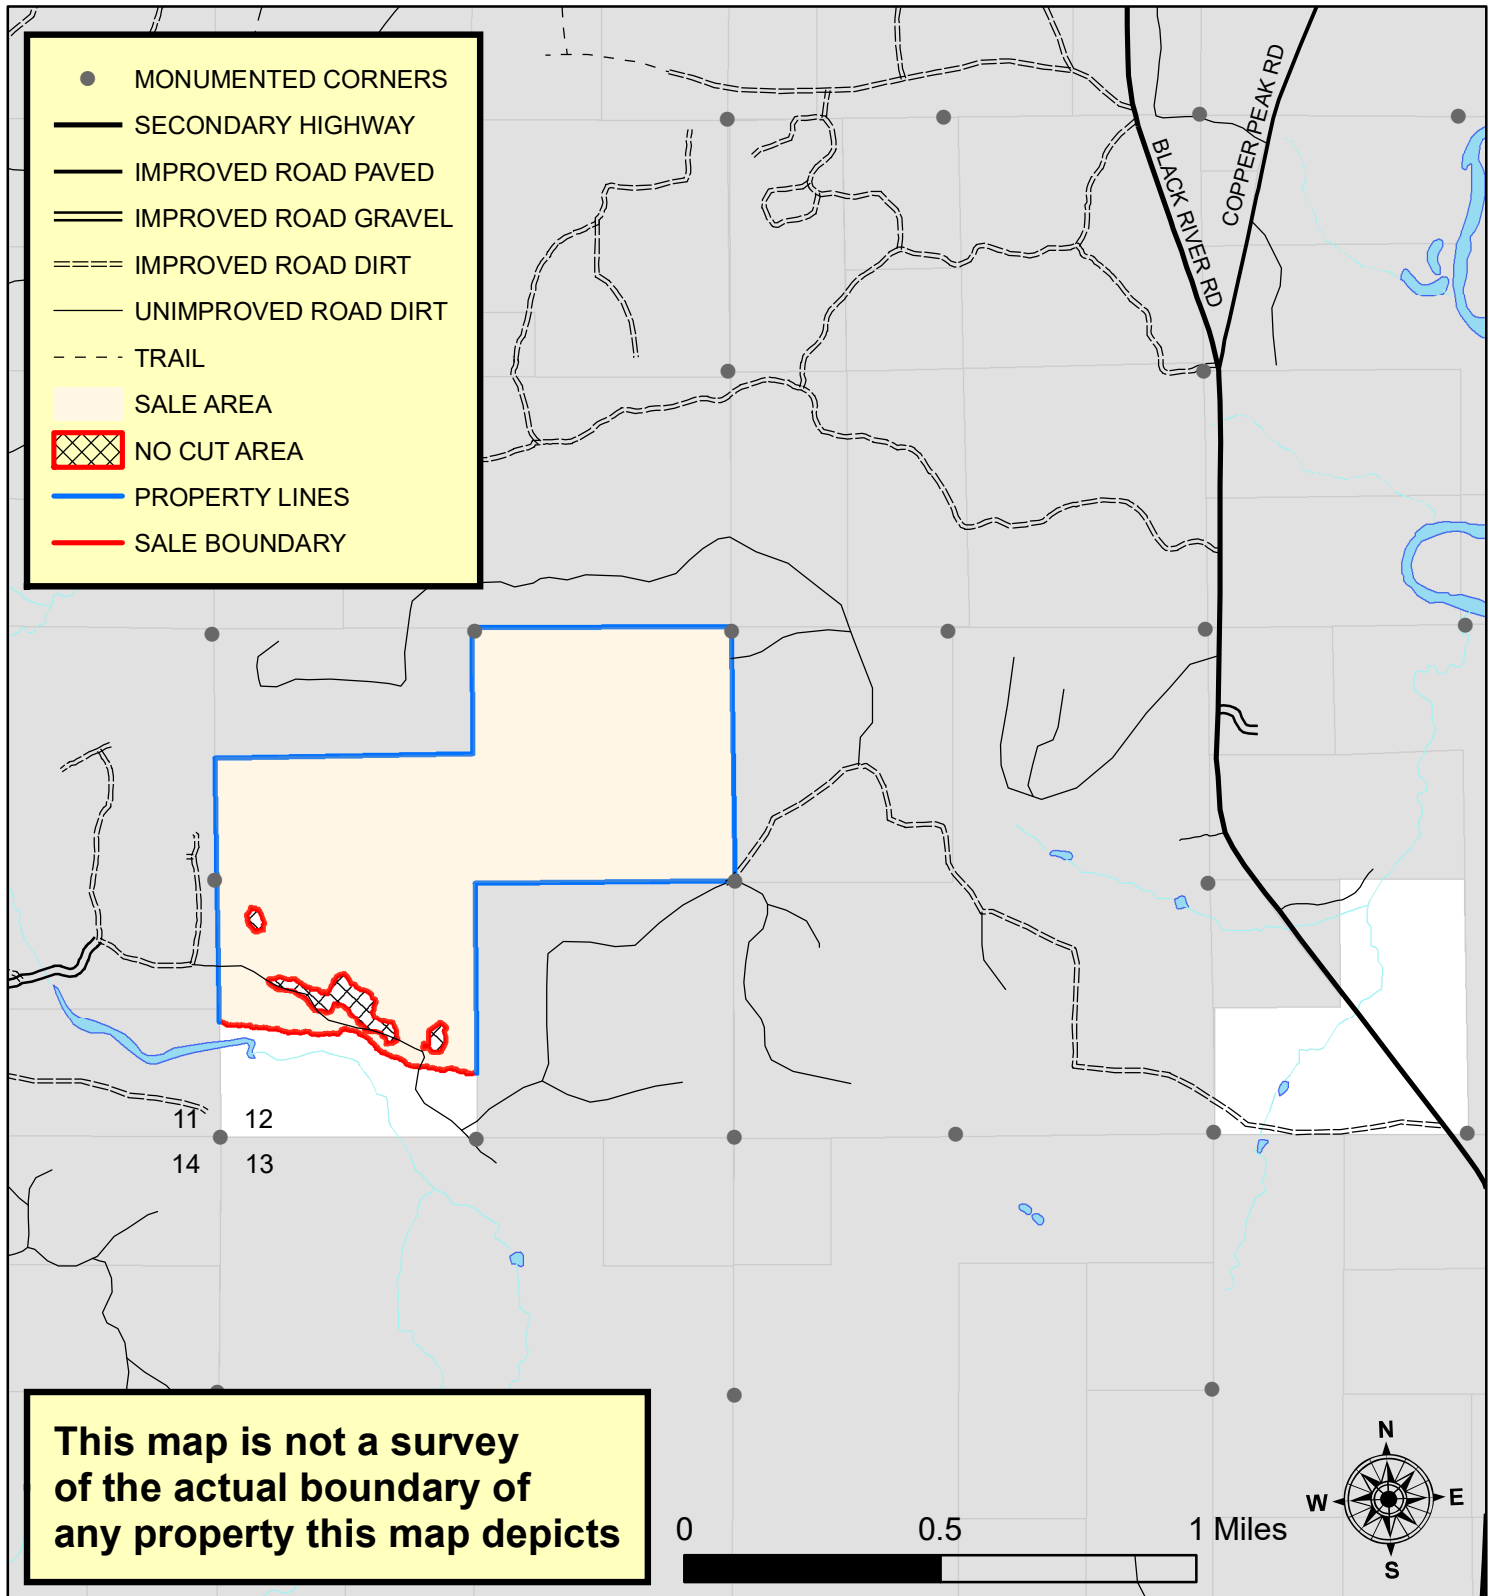 MONUMENTED CORNERS
SECONDARY HIGHWAY
IMPROVED ROAD PAVED
IMPROVED ROAD GRAVEL
IMPROVED ROAD DIRT
UNIMPROVED ROAD DIRT
TRAIL
SALE AREA
NO CUT AREA
PROPERTY LINES
SALE BOUNDARY
BLACK RIVER RD
COPPER PEAK RD
11 12
14 13
This map is not a survey
of the actual boundary of
any property this map depicts
0 0.5 1 Miles
N
W E
S